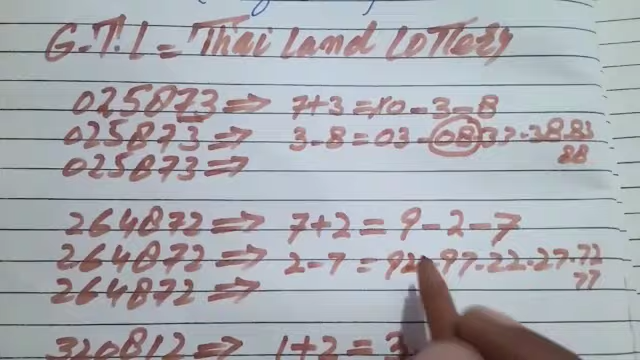 G-T.L = Thai Land Lottery
025873 ⇒ 7+3=10-3-8
025873 ⇒ 3-8=03-08 33.38.83
88
025873 ⇒
264872 ⇒ 7+2=9-2-7
264872 ⇒ 2-7=92 97.22.27.72
77
264872 ⇒
320812 ⇒ 1+2=3